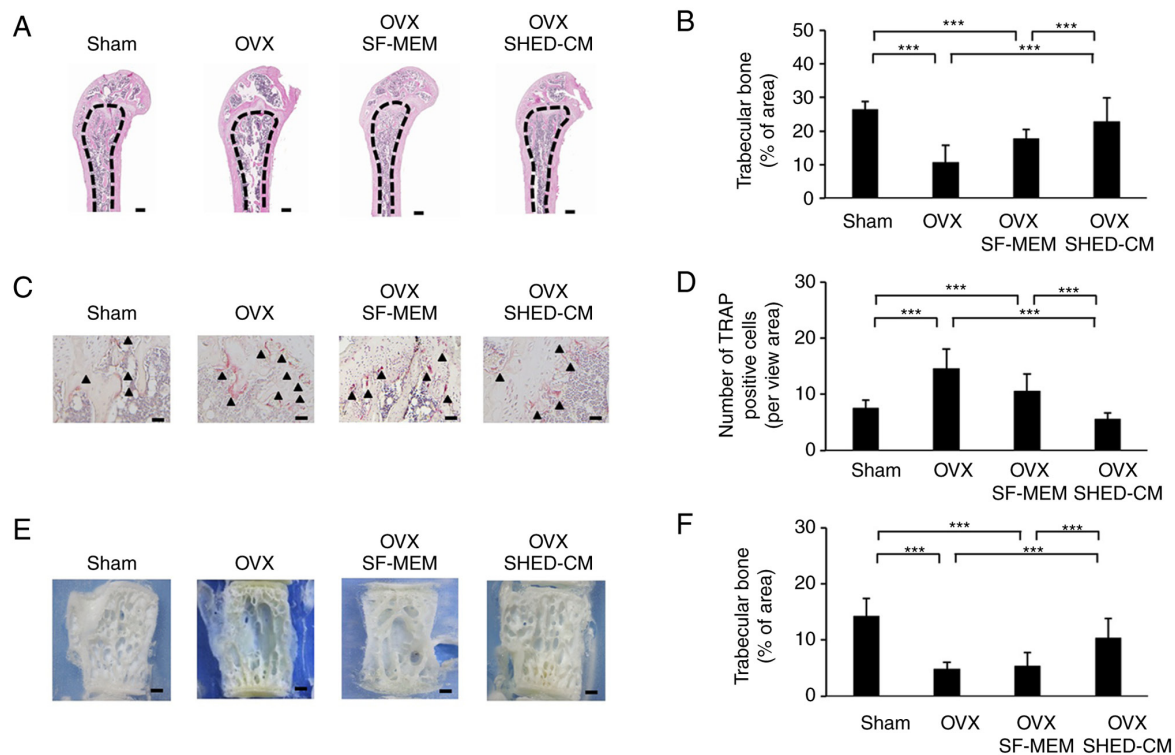 A
Sham
OVX
OVX
SF-MEM
OVX
SHED-CM
B
Trabecular bone
(% of area)
50
40
30
20
10
0
***
***
***
***
Sham
OVX
OVX
SF-MEM
OVX
SHED-CM
C
Sham
OVX
OVX
SF-MEM
OVX
SHED-CM
D
Number of TRAP
positive cells
(per view area)
30
20
10
0
***
***
***
***
Sham
OVX
OVX
SF-MEM
OVX
SHED-CM
E
Sham
OVX
OVX
SF-MEM
OVX
SHED-CM
F
Trabecular bone
(% of area)
30
20
10
0
***
***
***
***
Sham
OVX
OVX
SF-MEM
OVX
SHED-CM